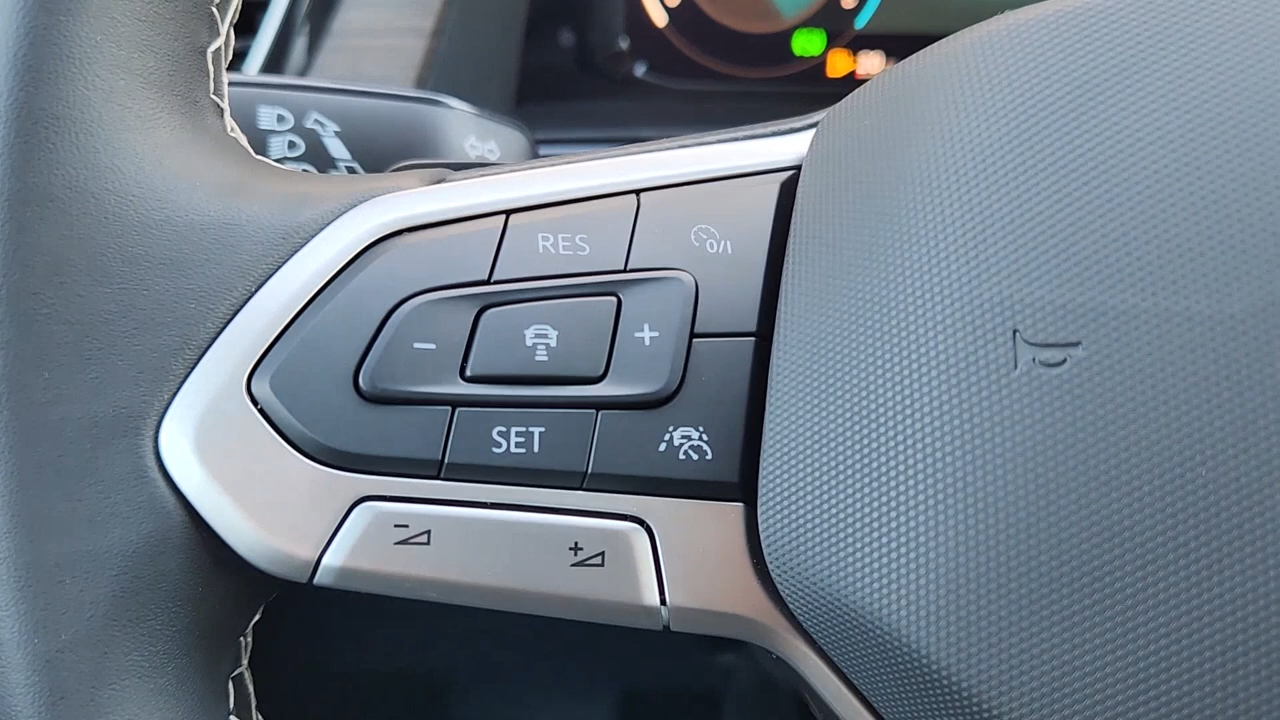 RES
0/I
-
+
SET
-
+